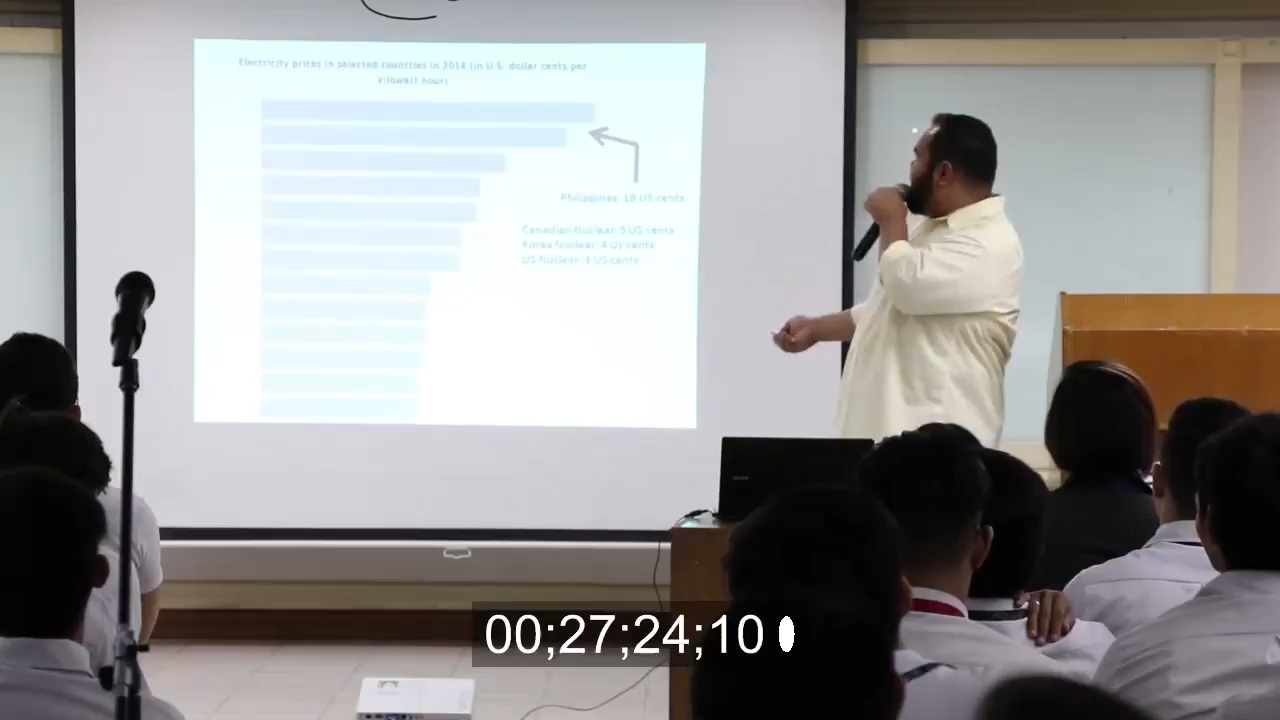 Electricity prices in selected countries in 2014 (in U.S. dollar cents per
kilowatt hour)
Philippines: 18 US cents
Canadian Nuclear: 5 US cents
Korea Nuclear: 4 Us cents
US Nuclear: 3 US cents
00;27;24;10